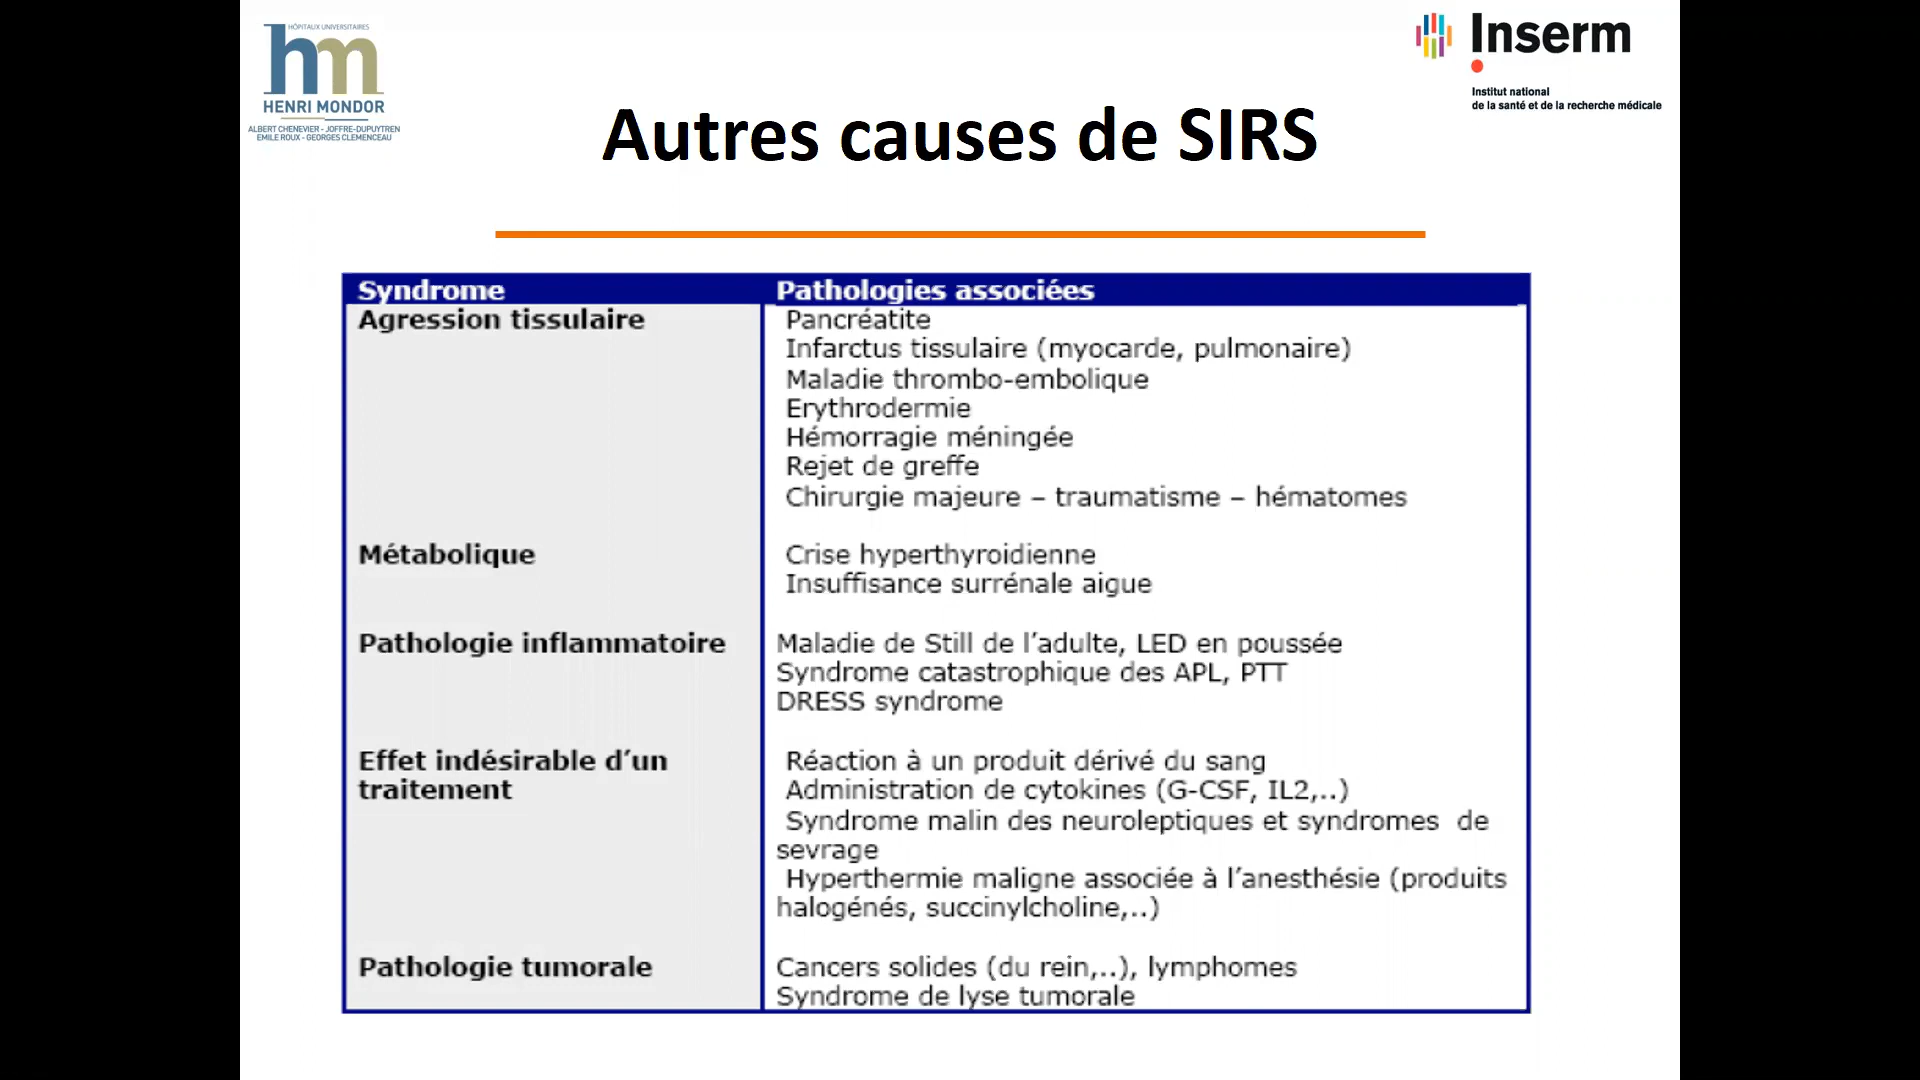 HÔPITAUX UNIVERSITAIRES
hm
HENRI MONDOR
ALBERT CHENEVIER - JOFFRE-DUPUYTREN
EMILE ROUX - GEORGES CLEMENCEAU
Inserm
Institut national
de la santé et de la recherche médicale
Autres causes de SIRS
Syndrome Pathologies associées
Agression tissulaire Pancréatite
Infarctus tissulaire (myocarde, pulmonaire)
Maladie thrombo-embolique
Erythrodermie
Hémorragie méningée
Rejet de greffe
Chirurgie majeure – traumatisme – hématomes
Métabolique Crise hyperthyroidienne
Insuffisance surrénale aigue
Pathologie inflammatoire Maladie de Still de l’adulte, LED en poussée
Syndrome catastrophique des APL, PTT
DRESS syndrome
Effet indésirable d’un Réaction à un produit dérivé du sang
traitement Administration de cytokines (G-CSF, IL2,..)
Syndrome malin des neuroleptiques et syndromes de
sevrage
Hyperthermie maligne associée à l’anesthésie (produits
halogénés, succinylcholine,..)
Pathologie tumorale Cancers solides (du rein,..), lymphomes
Syndrome de lyse tumorale